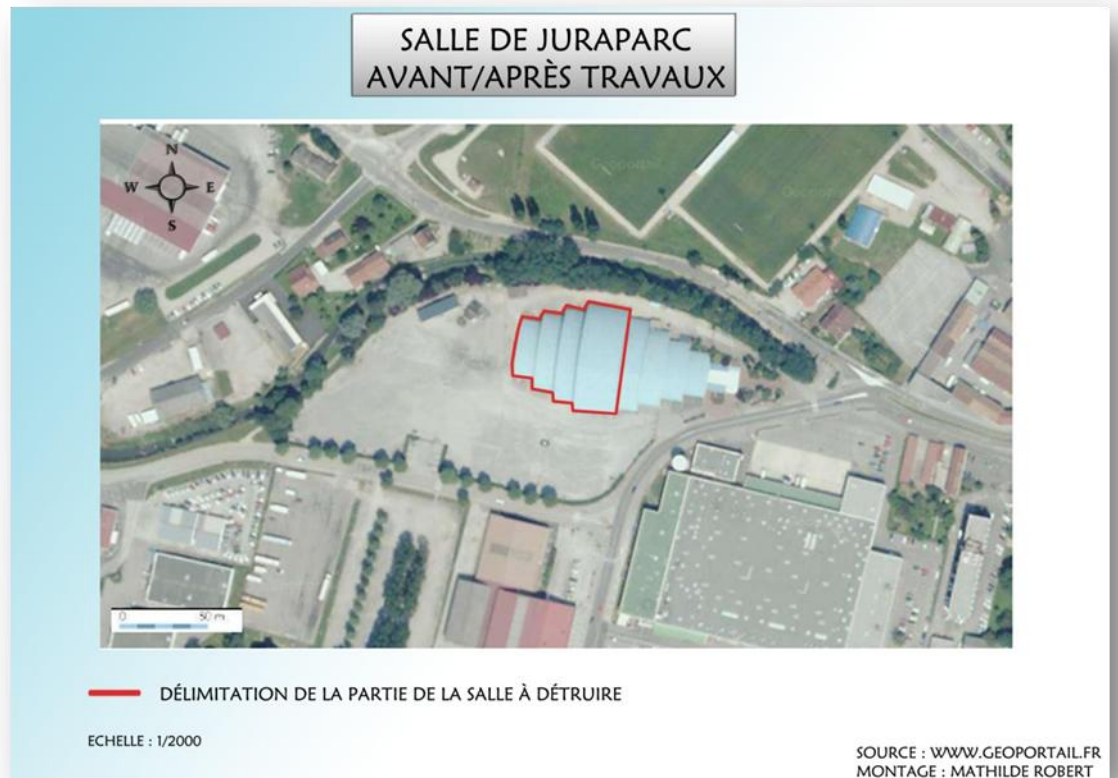 SALLE DE JURAPARC
AVANT/APRÈS TRAVAUX
N
W E
S
0 50 m
DÉLIMITATION DE LA PARTIE DE LA SALLE À DÉTRUIRE
ECHELLE : 1/2000
SOURCE : WWW.GEOPORTAIL.FR
MONTAGE : MATHILDE ROBERT